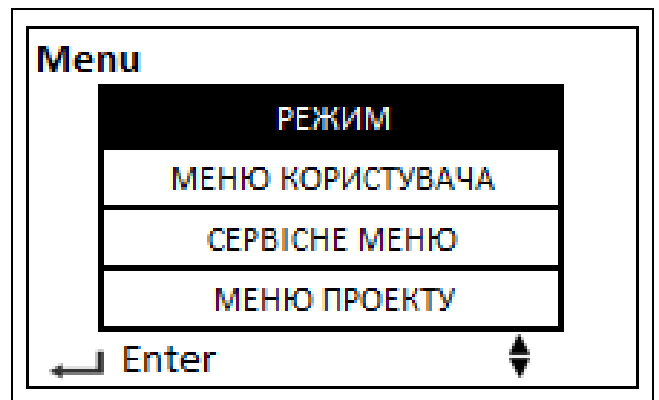 Menu
РЕЖИМ
МЕНЮ КОРИСТУВАЧА
СЕРВІСНЕ МЕНЮ
МЕНЮ ПРОЕКТУ
Enter